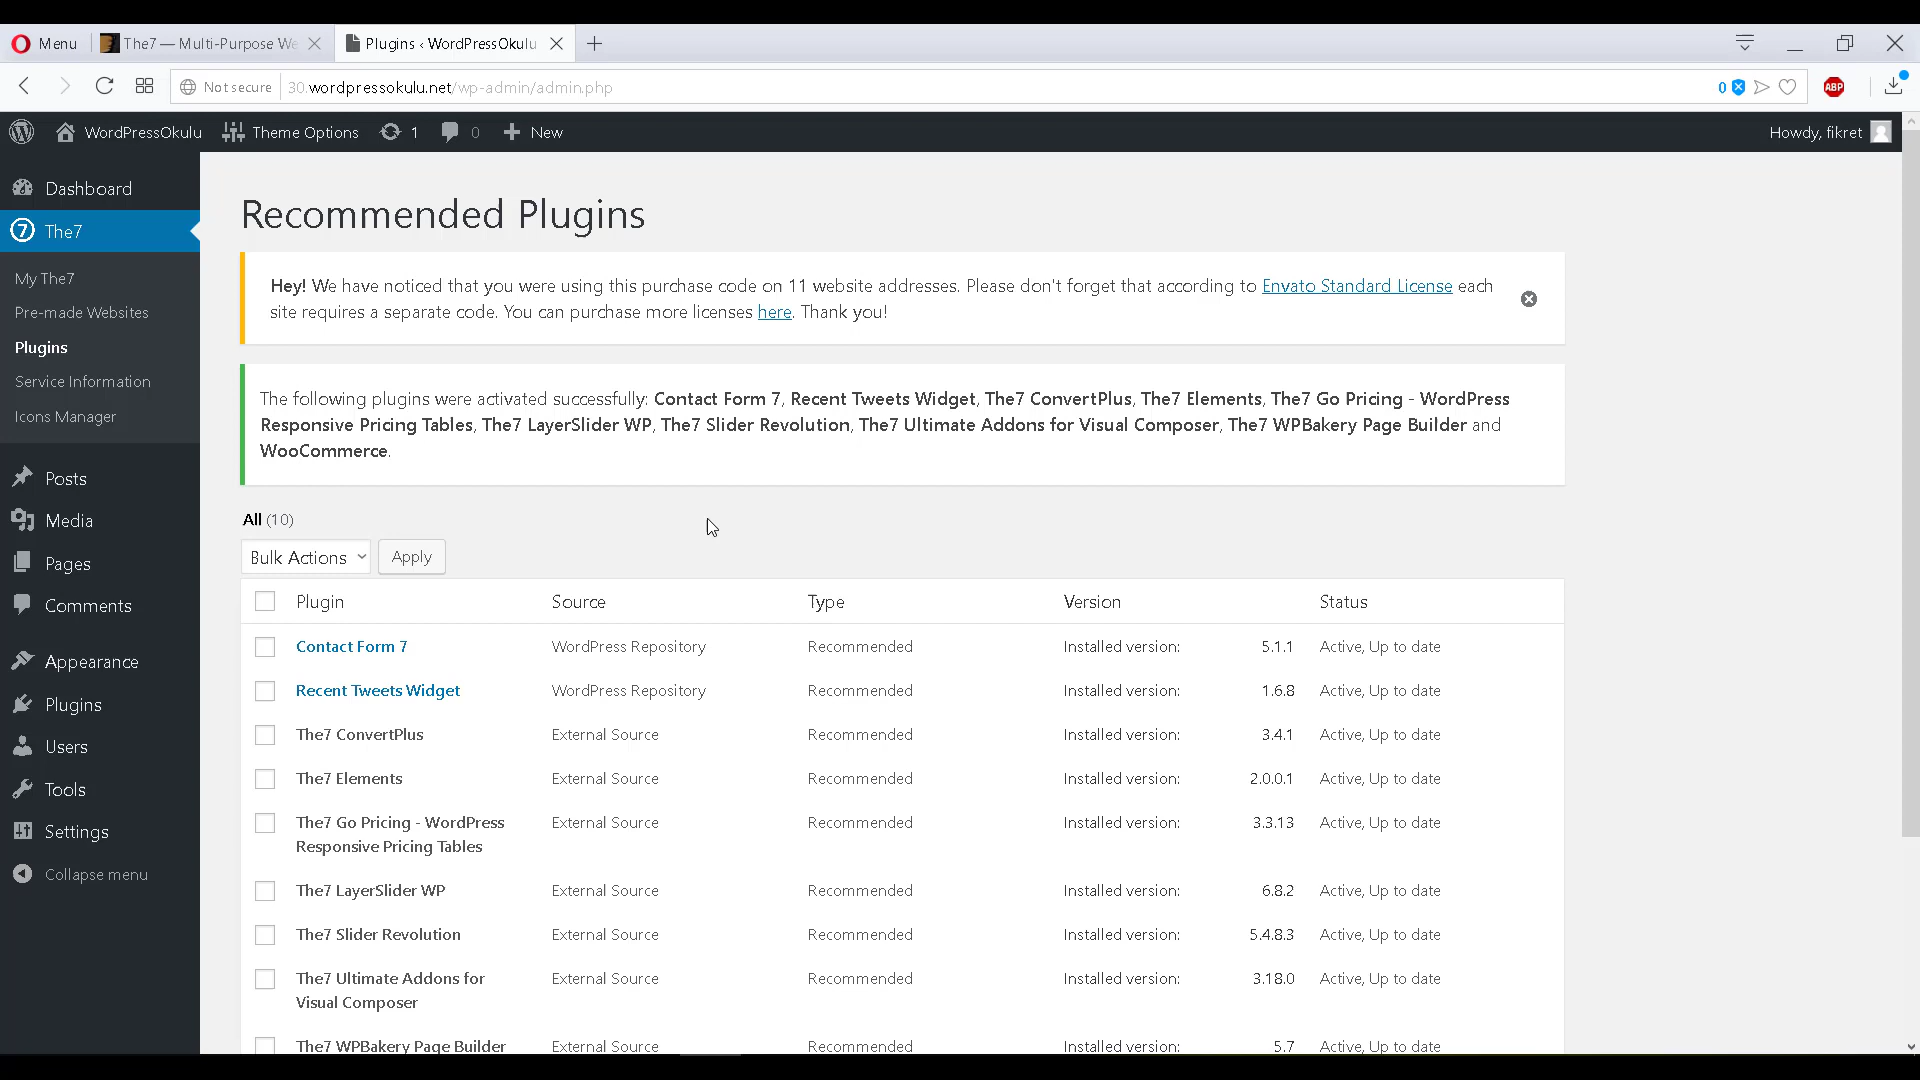 Menu
The7 — Multi-Purpose We
Plugins ‹ WordPressOkulu
Not secure
30.wordpressokulu.net/wp-admin/admin.php
0
ABP
WordPressOkulu
Theme Options
1
0
New
Howdy, fikret
Dashboard
7 The7
My The7
Pre-made Websites
Plugins
Service Information
Icons Manager
Posts
Media
Pages
Comments
Appearance
Plugins
Users
Tools
Settings
Collapse menu
Recommended Plugins
Hey! We have noticed that you were using this purchase code on 11 website addresses. Please don't forget that according to Envato Standard License each
site requires a separate code. You can purchase more licenses here. Thank you!
The following plugins were activated successfully: Contact Form 7, Recent Tweets Widget, The7 ConvertPlus, The7 Elements, The7 Go Pricing - WordPress
Responsive Pricing Tables, The7 LayerSlider WP, The7 Slider Revolution, The7 Ultimate Addons for Visual Composer, The7 WPBakery Page Builder and
WooCommerce.
All (10)
Bulk Actions
Apply
Plugin Source Type Version Status
Contact Form 7 WordPress Repository Recommended Installed version: 5.1.1 Active, Up to date
Recent Tweets Widget WordPress Repository Recommended Installed version: 1.6.8 Active, Up to date
The7 ConvertPlus External Source Recommended Installed version: 3.4.1 Active, Up to date
The7 Elements External Source Recommended Installed version: 2.0.0.1 Active, Up to date
The7 Go Pricing - WordPress External Source Recommended Installed version: 3.3.13 Active, Up to date
Responsive Pricing Tables
The7 LayerSlider WP External Source Recommended Installed version: 6.8.2 Active, Up to date
The7 Slider Revolution External Source Recommended Installed version: 5.4.8.3 Active, Up to date
The7 Ultimate Addons for External Source Recommended Installed version: 3.18.0 Active, Up to date
Visual Composer
The7 WPBakery Page Builder External Source Recommended Installed version: 5.7 Active, Up to date